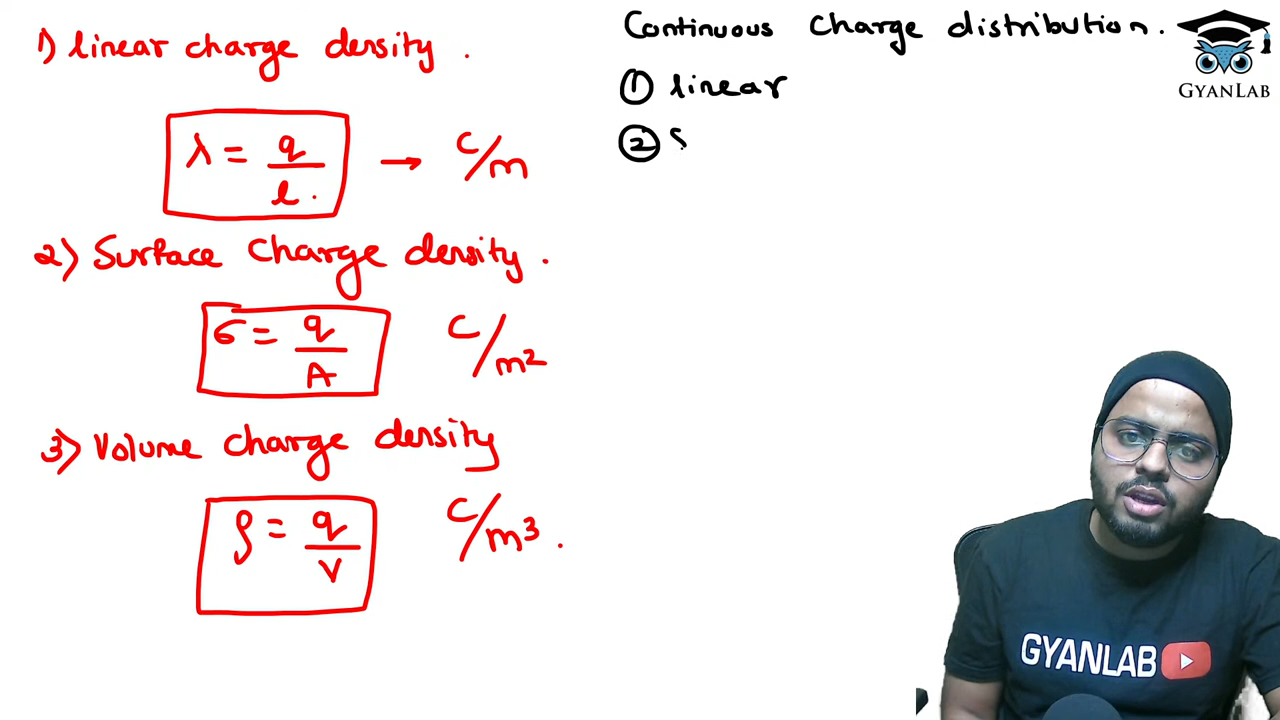 1) linear charge density.
λ = q/l. → C/m
2) Surface Charge density.
σ = q/A C/m²
3) Volume charge density
ρ = q/V C/m³.
Continuous Charge distribution.
① linear
② S
GYANLAB
GYANLAB